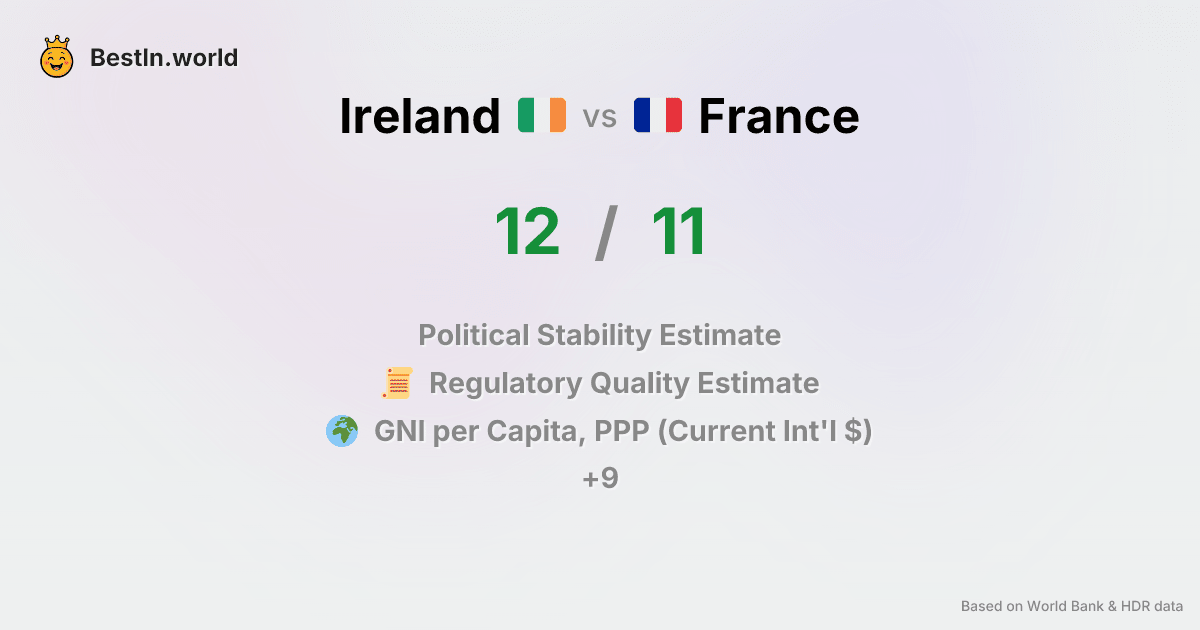 BestIn.world
Ireland vs France
12 / 11
Political Stability Estimate
Regulatory Quality Estimate
GNI per Capita, PPP (Current Int'l $)
+9
Based on World Bank & HDR data